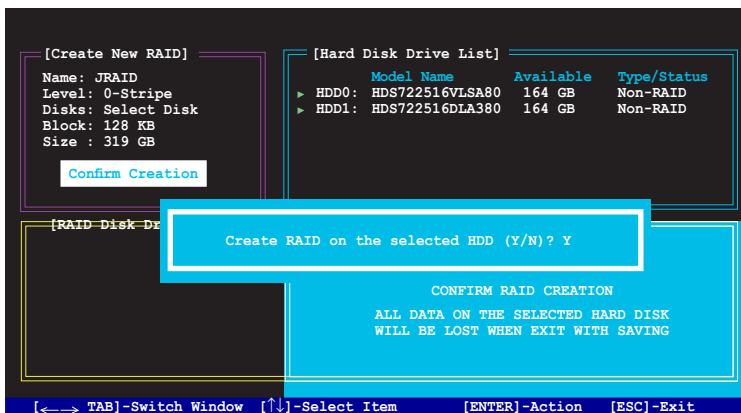 [Create New RAID]
Name: JRAID
Level: 0-Stripe
Disks: Select Disk
Block: 128 KB
Size : 319 GB
Confirm Creation
[Hard Disk Drive List]
Model Name Available Type/Status
HDD0: HDS722516VLSA80 164 GB Non-RAID
HDD1: HDS722516DLA380 164 GB Non-RAID
[RAID Disk Dr
Create RAID on the selected HDD (Y/N)? Y
CONFIRM RAID CREATION
ALL DATA ON THE SELECTED HARD DISK
WILL BE LOST WHEN EXIT WITH SAVING
[←→ TAB]-Switch Window [↑↓]-Select Item [ENTER]-Action [ESC]-Exit